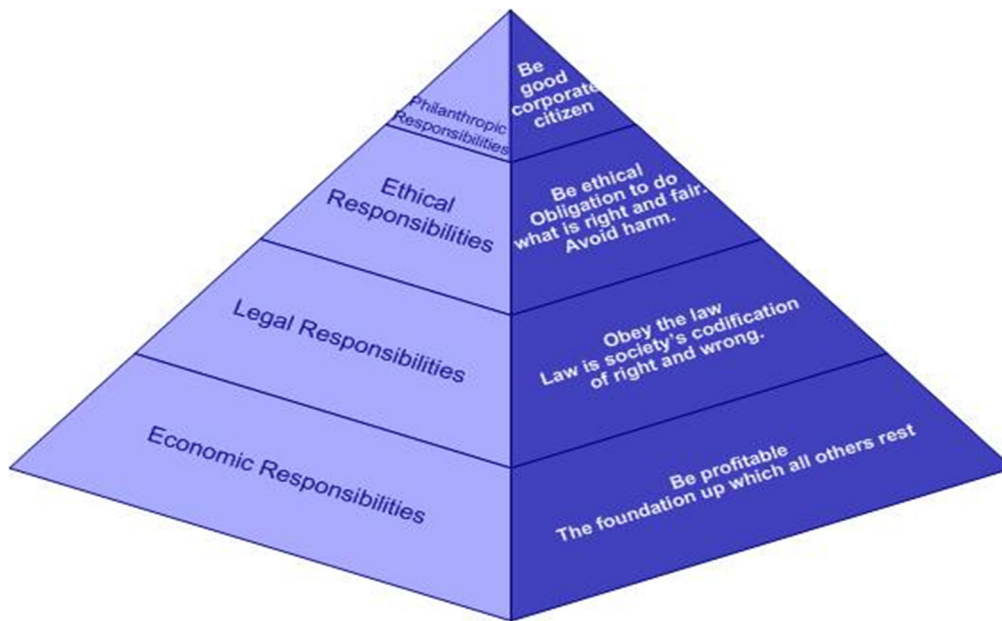 Philanthropic
Responsibilities
Be
good
corporate
citizen
Ethical
Responsibilities
Be ethical
Obligation to do
what is right and fair.
Avoid harm.
Legal Responsibilities
Obey the law
Law is society's codification
of right and wrong.
Economic Responsibilities
Be profitable
The foundation up which all others rest